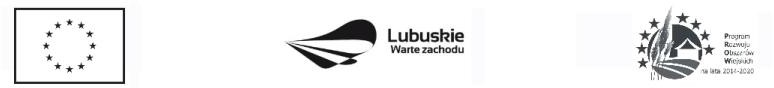 Lubuskie
Warte zachodu
Program
Rozwoju
Obszarów
Wiejskich
na lata 2014-2020